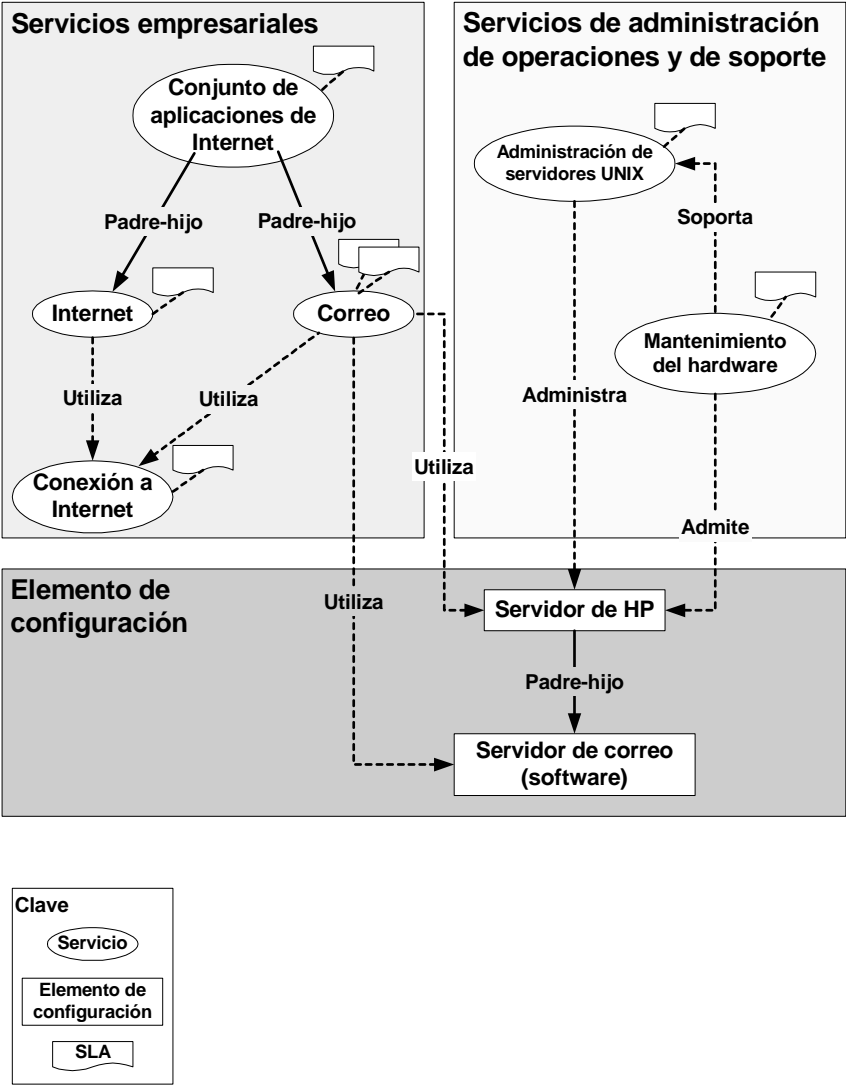 Servicios empresariales
Conjunto de
aplicaciones de
Internet
Padre-hijo
Padre-hijo
Internet
Correo
Utiliza
Utiliza
Conexión a
Internet
Servicios de administración
de operaciones y de soporte
Administración de
servidores UNIX
Soporta
Mantenimiento
del hardware
Administra
Utiliza
Admite
Elemento de
configuración
Utiliza
Servidor de HP
Padre-hijo
Servidor de correo
(software)
Clave
Servicio
Elemento de
configuración
SLA